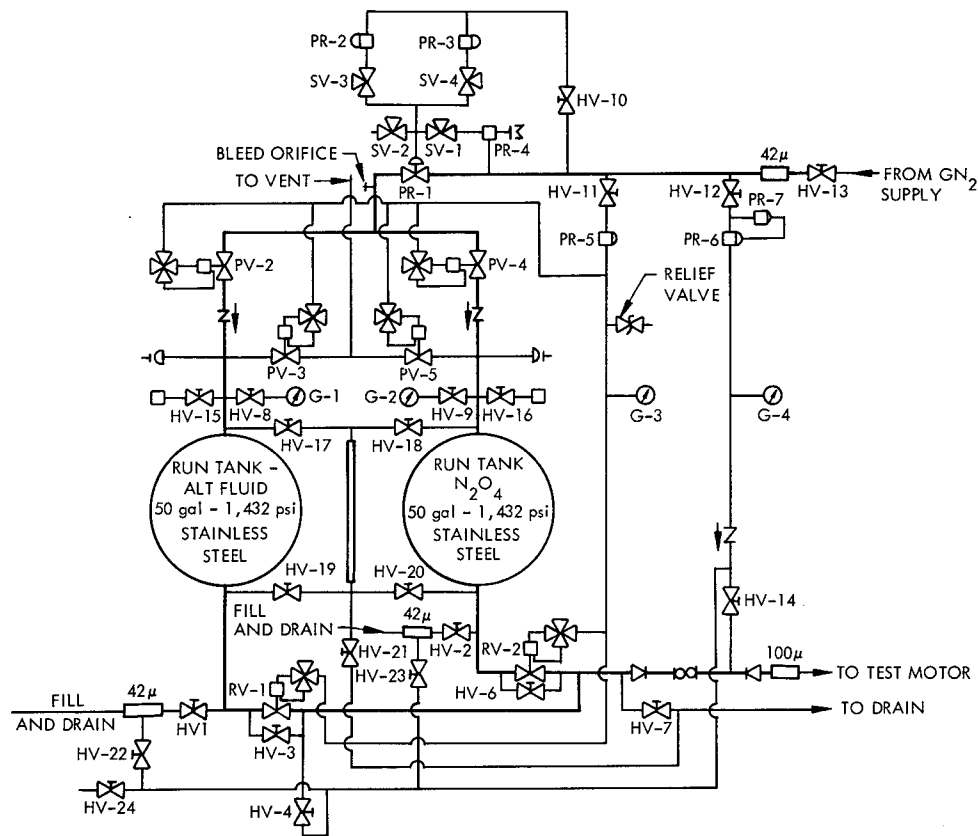 PR-2
PR-3
SV-3
SV-4
HV-10
SV-2
SV-1
PR-4
BLEED ORIFICE
TO VENT
PR-1
42μ
HV-11
HV-12
HV-13
FROM GN2
SUPPLY
PR-7
PR-5
PR-6
PV-2
PV-4
RELIEF
VALVE
PV-3
PV-5
G-1
G-2
HV-15
HV-8
HV-9
HV-16
G-3
G-4
HV-17
HV-18
RUN TANK –
ALT FLUID
50 gal – 1,432 psi
STAINLESS
STEEL
RUN TANK
N2O4
50 gal – 1,432 psi
STAINLESS
STEEL
HV-19
HV-20
HV-14
FILL
AND DRAIN
42μ
HV-2
RV-2
HV-21
HV-23
HV-6
100μ
TO TEST MOTOR
RV-1
FILL
AND DRAIN
42μ
HV1
HV-3
HV-7
TO DRAIN
HV-22
HV-24
HV-4